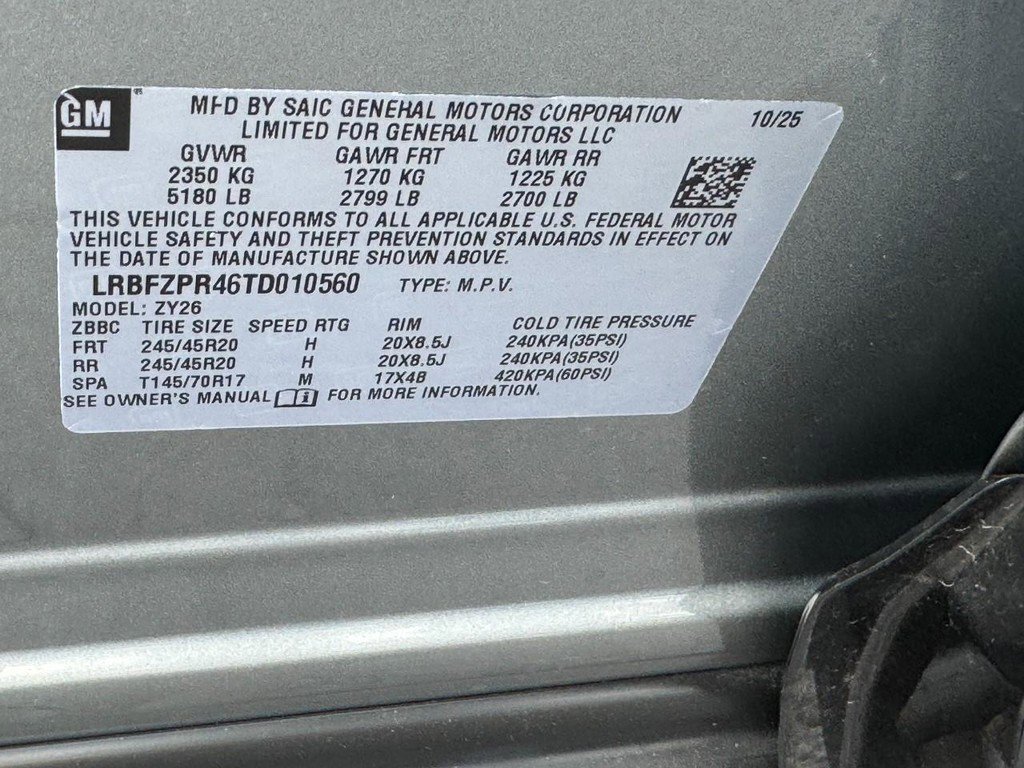 GM
MFD BY SAIC GENERAL MOTORS CORPORATION
LIMITED FOR GENERAL MOTORS LLC
10/25
GVWR GAWR FRT GAWR RR
2350 KG 1270 KG 1225 KG
5180 LB 2799 LB 2700 LB
THIS VEHICLE CONFORMS TO ALL APPLICABLE U.S. FEDERAL MOTOR
VEHICLE SAFETY AND THEFT PREVENTION STANDARDS IN EFFECT ON
THE DATE OF MANUFACTURE SHOWN ABOVE.
LRBFZPR46TD010560 TYPE: M.P.V.
MODEL: ZY26
ZBBC TIRE SIZE SPEED RTG RIM COLD TIRE PRESSURE
FRT 245/45R20 H 20X8.5J 240KPA(35PSI)
RR 245/45R20 H 20X8.5J 240KPA(35PSI)
SPA T145/70R17 M 17X4B 420KPA(60PSI)
SEE OWNER'S MANUAL i FOR MORE INFORMATION.